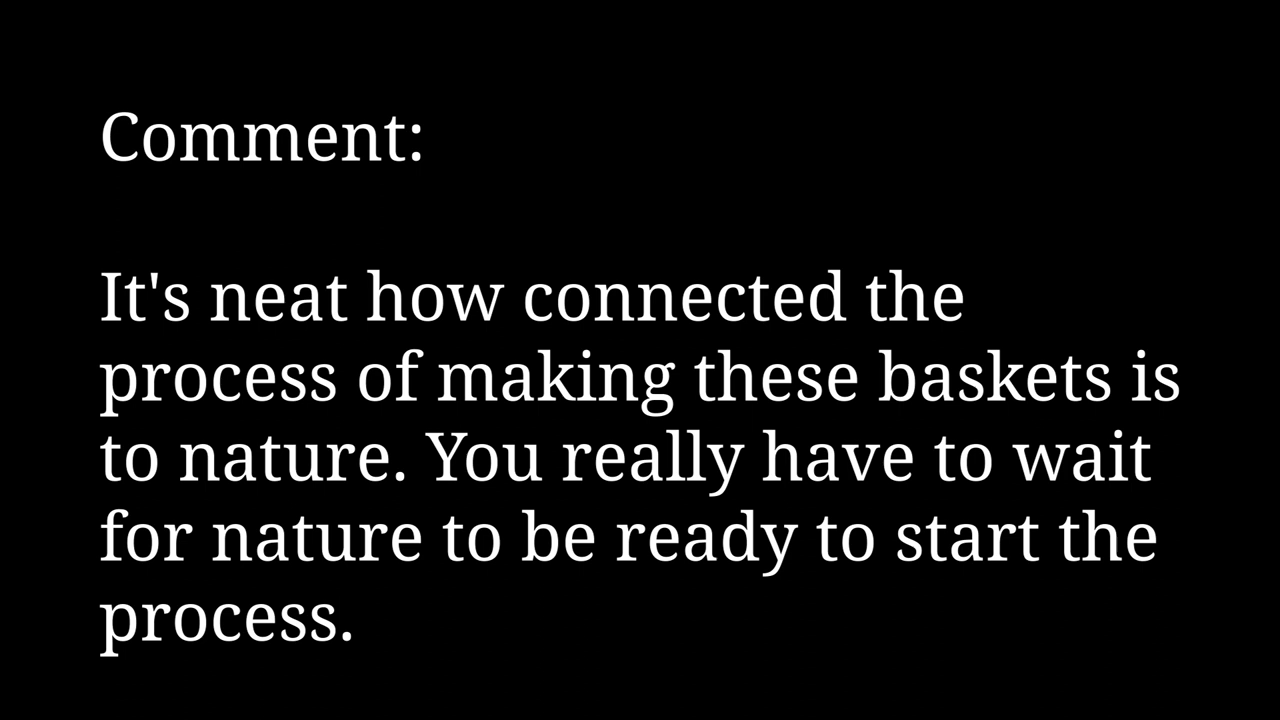 Comment:
It's neat how connected the
process of making these baskets is
to nature. You really have to wait
for nature to be ready to start the
process.